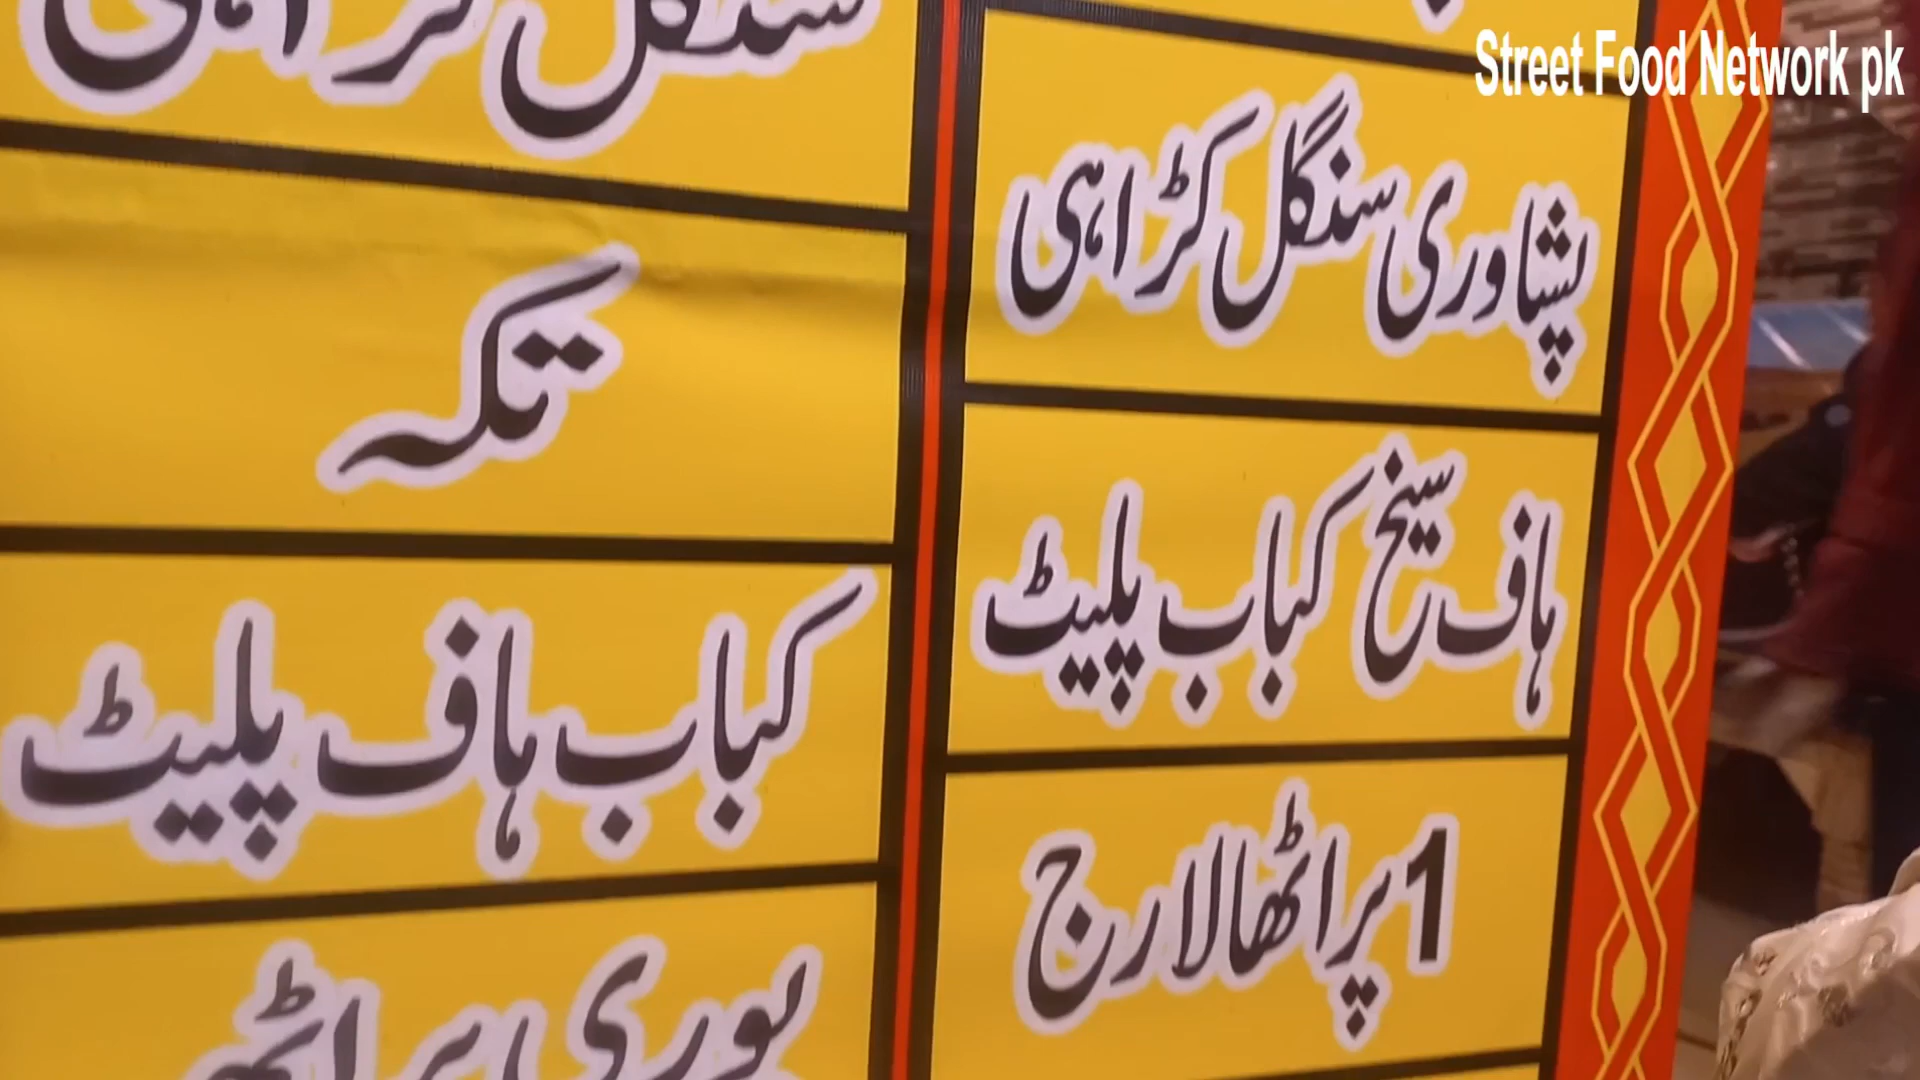 Street Food Network pk
پشاوری سنگل کڑاہی
ہاف سیخ کباب پلیٹ
1 پراٹھا لارج
سنگل کڑاہی
تکہ
کباب ہاف پلیٹ